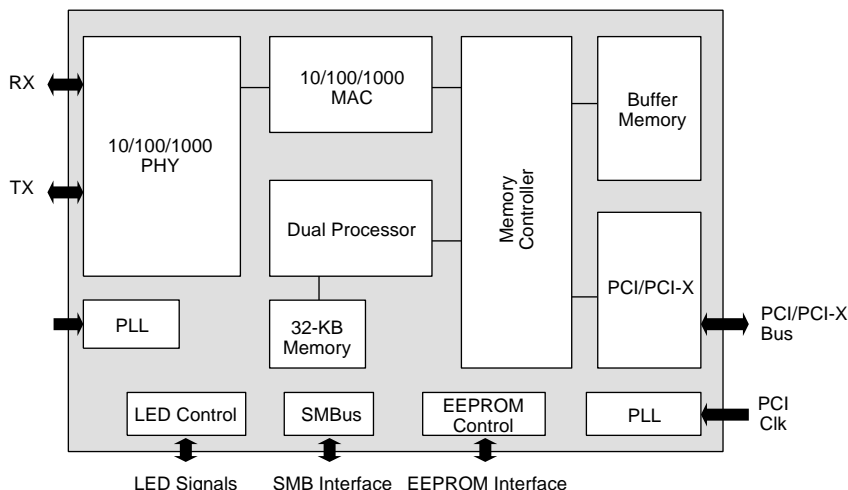 RX
TX
10/100/1000
PHY
10/100/1000
MAC
Memory
Controller
Buffer
Memory
Dual Processor
PCI/PCI-X
PCI/PCI-X
Bus
PLL
32-KB
Memory
LED Control
SMBus
EEPROM
Control
PLL
PCI
Clk
LED Signals
SMB Interface
EEPROM Interface